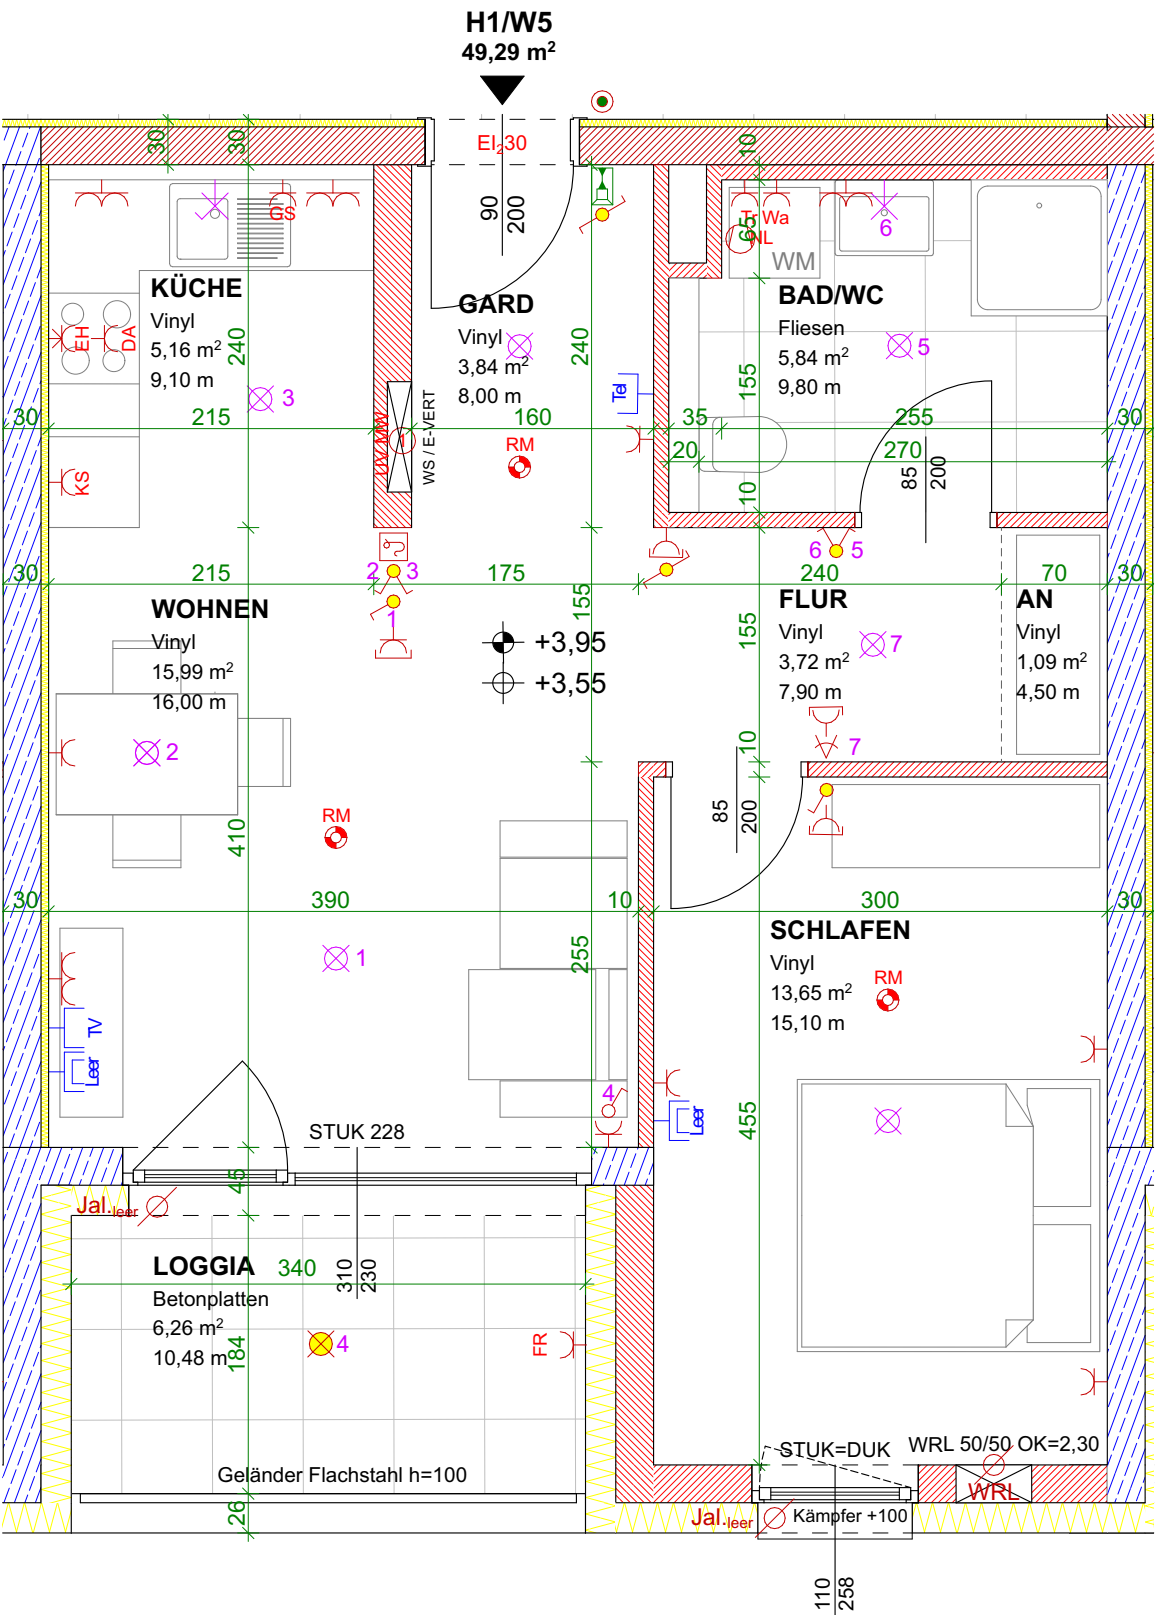 H1/W5
49,29 m²
EI₂30
90
200
30
30
10
GS
Tr Wa
NL
65
6
WM
KÜCHE
Vinyl
5,16 m²
9,10 m
EH
DA
240
3
GARD
Vinyl
3,84 m²
8,00 m
240
BAD/WC
Fliesen
5,84 m²
9,80 m
5
155
Tel
30
215
UV/MW
1
WS / E-VERT
160
35
255
30
20
270
RM
KS
85
200
10
6
5
30
215
2
3
175
240
70
30
1
155
155
WOHNEN
Vinyl
15,99 m²
16,00 m
+3,95
+3,55
FLUR
Vinyl
3,72 m²
7,90 m
7
AN
Vinyl
1,09 m²
4,50 m
2
10
7
85
200
RM
410
30
390
10
300
30
1
255
SCHLAFEN
Vinyl
13,65 m²
15,10 m
RM
TV
Leer
4
Leer
455
STUK 228
45
Jal.leer
LOGGIA
Betonplatten
6,26 m²
10,48 m
340
310
230
184
4
FR
Geländer Flachstahl h=100
26
STUK=DUK
WRL 50/50 OK=2,30
WRL
Jal.leer
Kämpfer +100
110
258